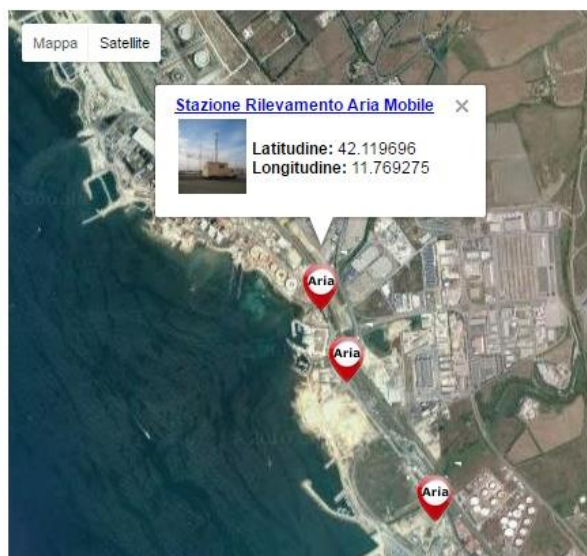 Mappa Satellite
Stazione Rilevamento Aria Mobile
Latitudine: 42.119696
Longitudine: 11.769275
Aria
Aria
Aria